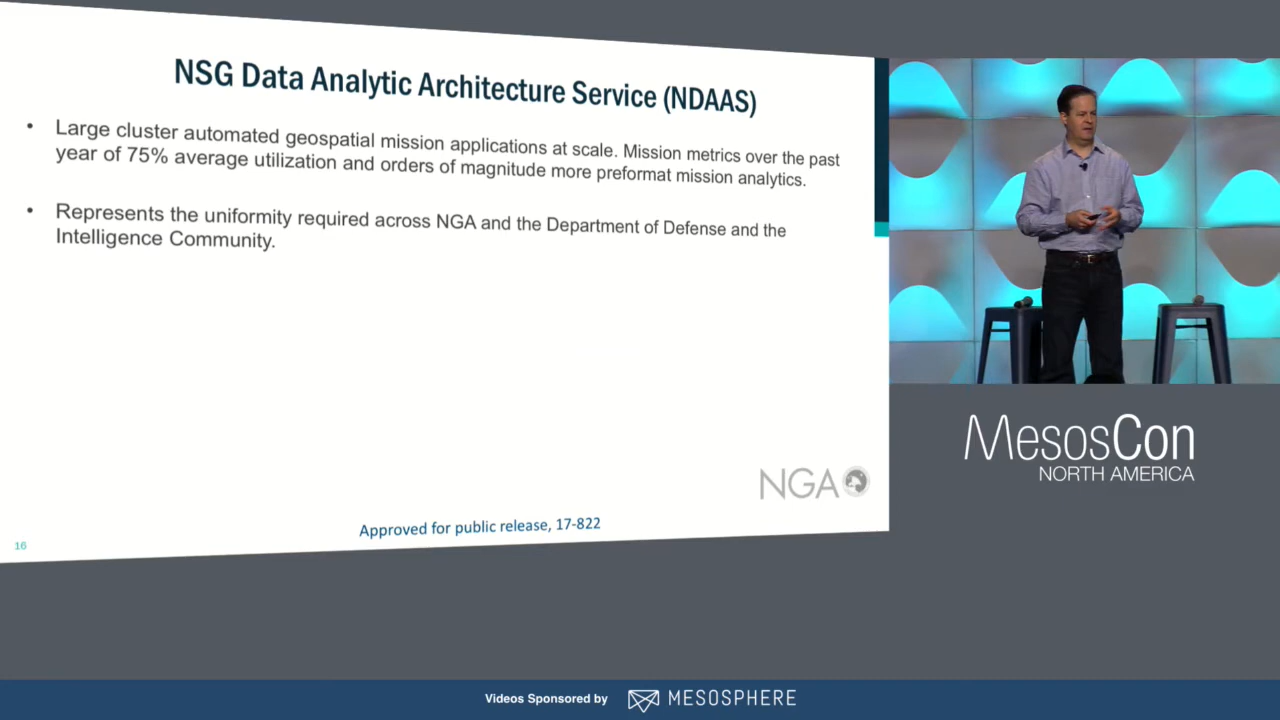 NSG Data Analytic Architecture Service (NDAAS)
• Large cluster automated geospatial mission applications at scale. Mission metrics over the past
year of 75% average utilization and orders of magnitude more preformat mission analytics.
• Represents the uniformity required across NGA and the Department of Defense and the
Intelligence Community.
NGA
Approved for public release, 17-822
16
MesosCon
NORTH AMERICA
Videos Sponsored by MESOSPHERE